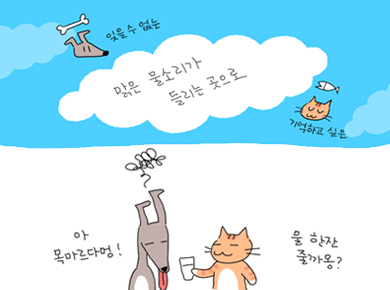 잊을 수 없는
맑은 물소리가
들리는 곳으로
기억하고 싶은
아
목마르다멍!
물 한잔
줄까옹?